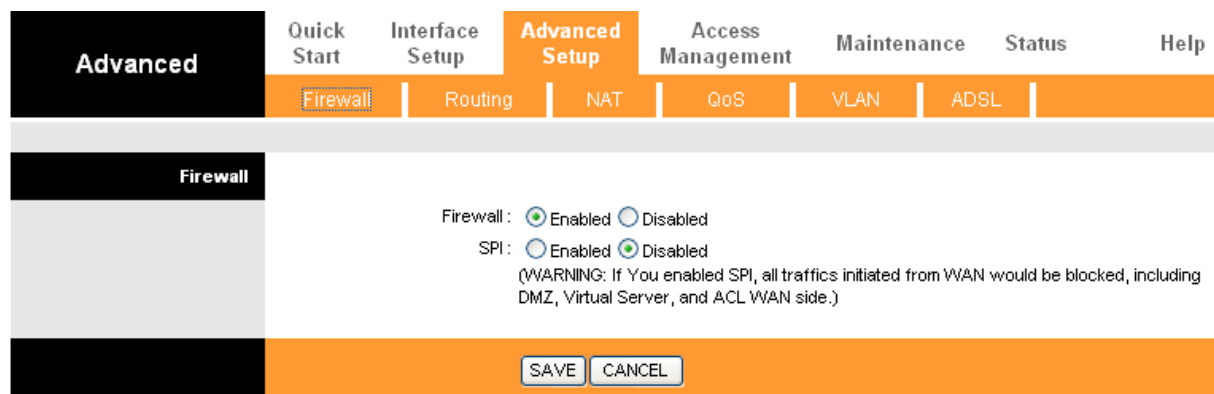 Advanced
Quick Start
Interface Setup
Advanced Setup
Access Management
Maintenance
Status
Help
Firewall
Routing
NAT
QoS
VLAN
ADSL
Firewall
Firewall : Enabled Disabled
SPI : Enabled Disabled
(WARNING: If You enabled SPI, all traffics initiated from WAN would be blocked, including
DMZ, Virtual Server, and ACL WAN side.)
SAVE CANCEL